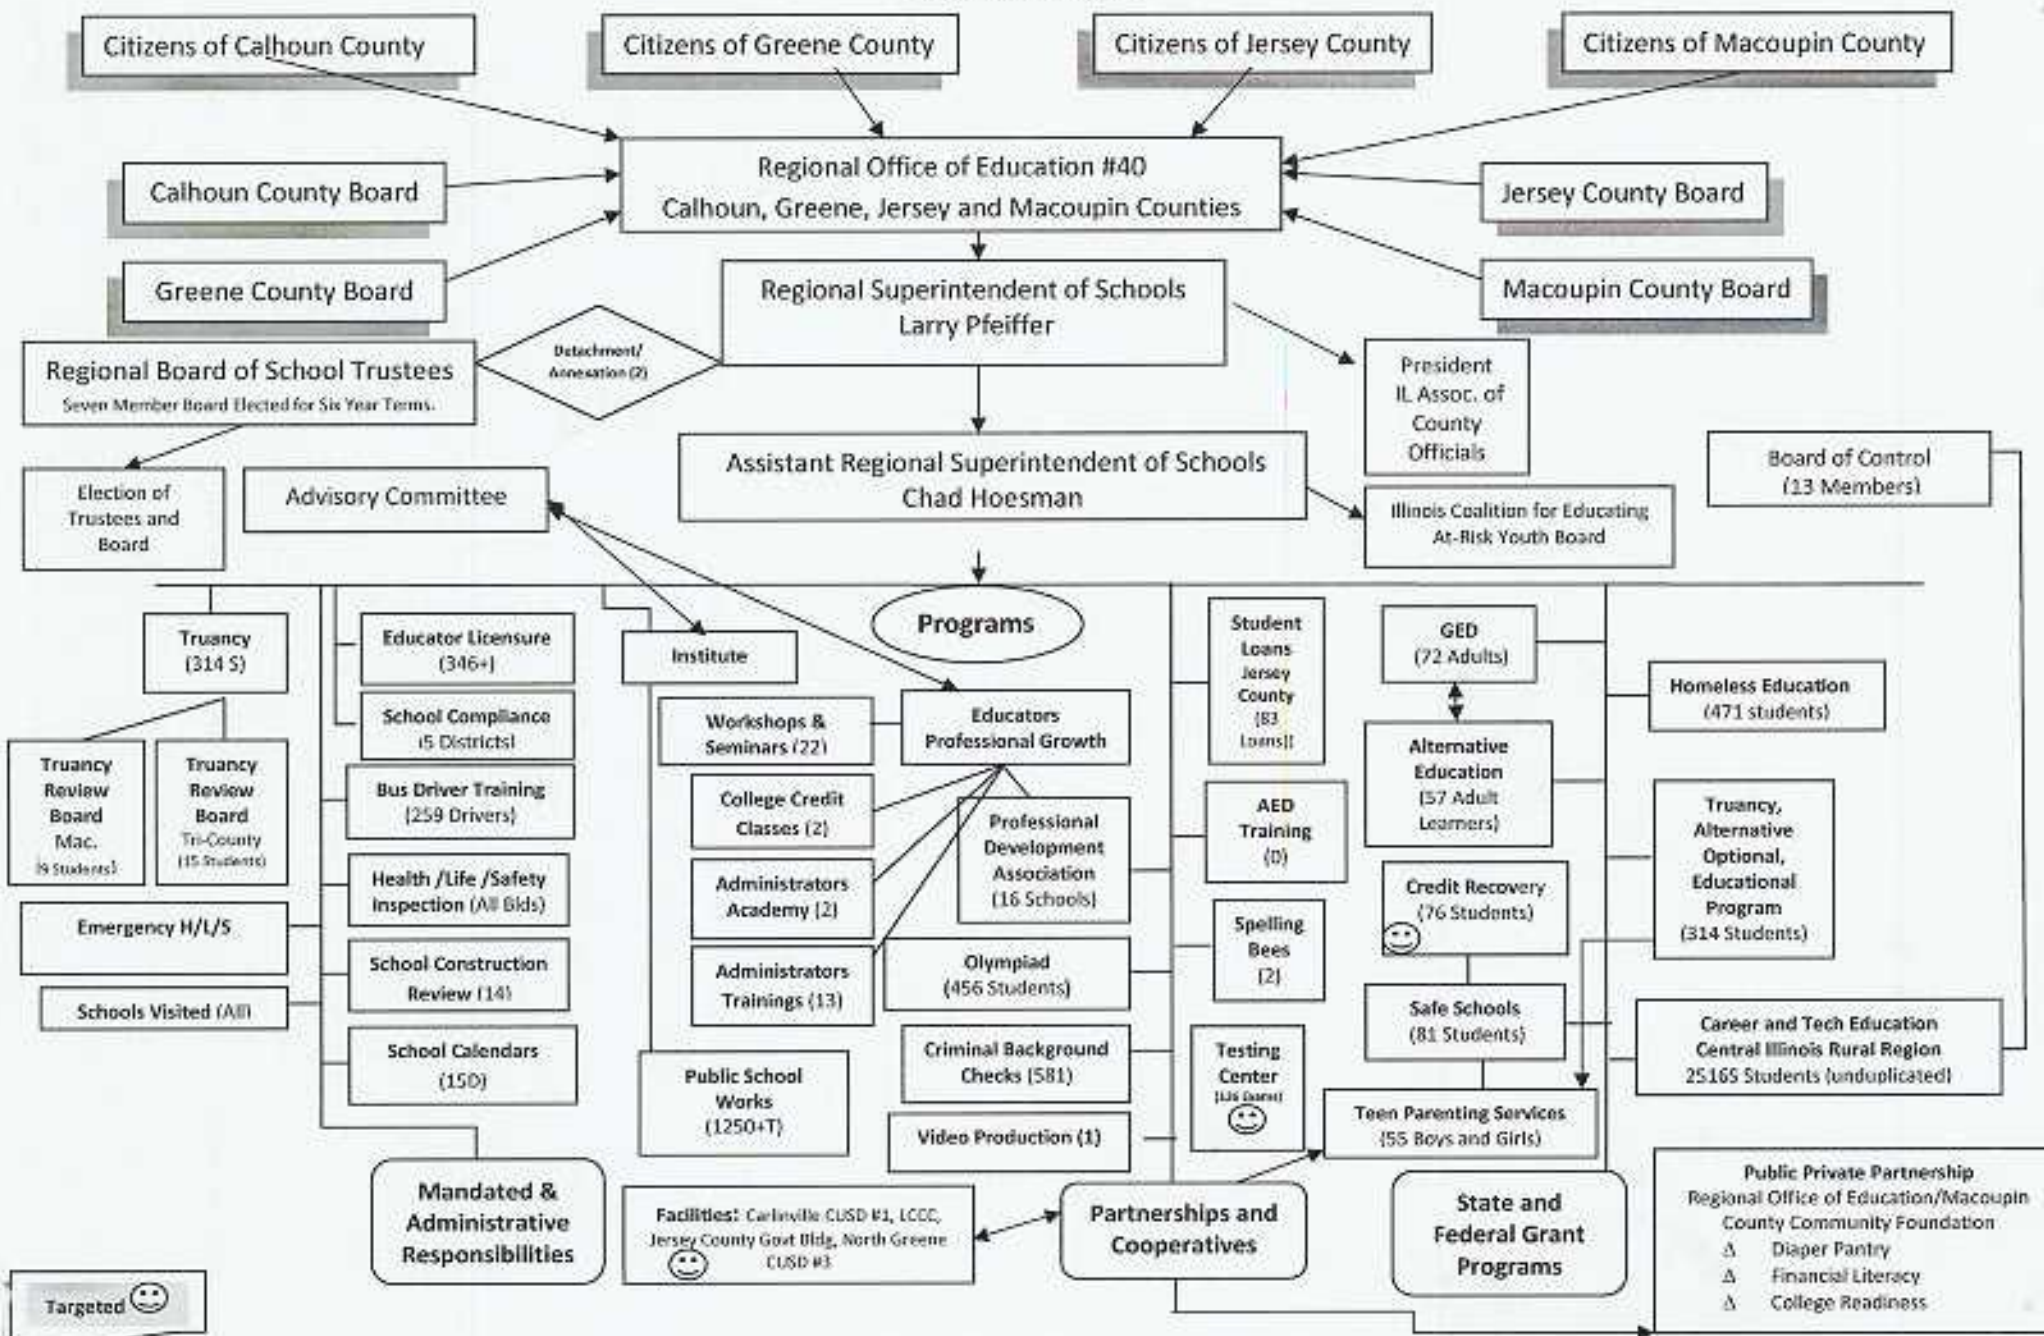 Citizens of Calhoun County
Citizens of Greene County
Citizens of Jersey County
Citizens of Macoupin County
Regional Office of Education #40
Calhoun, Greene, Jersey and Macoupin Counties
Calhoun County Board
Jersey County Board
Greene County Board
Macoupin County Board
Regional Superintendent of Schools
Larry Pfeiffer
Detachment/
Annexation (2)
Regional Board of School Trustees
Seven Member Board Elected for Six Year Terms.
President
IL Assoc. of
County
Officials
Assistant Regional Superintendent of Schools
Chad Hoesman
Board of Control
(13 Members)
Election of
Trustees and
Board
Advisory Committee
Illinois Coalition for Educating
At-Risk Youth Board
Programs
Truancy
(314 S)
Educator Licensure
(346+)
School Compliance
(5 Districts)
Truancy
Review
Board
Mac.
(9 Students)
Truancy
Review
Board
Tri-County
(15 Students)
Bus Driver Training
(259 Drivers)
Health /Life /Safety
Inspection (All Blds)
Emergency H/L/S
School Construction
Review (14)
Schools Visited (All)
School Calendars
(15D)
Mandated &
Administrative
Responsibilities
Institute
Workshops &
Seminars (22)
Educators
Professional Growth
College Credit
Classes (2)
Professional
Development
Association
(16 Schools)
Administrators
Academy (2)
Administrators
Trainings (13)
Olympiad
(456 Students)
Criminal Background
Checks (581)
Public School
Works
(1250+T)
Video Production (1)
Facilities: Carlinville CUSD #1, LCCC,
Jersey County Govt Bldg, North Greene
CUSD #3
Student
Loans
Jersey
County
(83
Loans)(
AED
Training
(0)
Spelling
Bees
(2)
Testing
Center
Partnerships and
Cooperatives
GED
(72 Adults)
Alternative
Education
(57 Adult
Learners)
Credit Recovery
(76 Students)
Safe Schools
(81 Students)
Teen Parenting Services
(55 Boys and Girls)
State and
Federal Grant
Programs
Homeless Education
(471 students)
Truancy,
Alternative
Optional,
Educational
Program
(314 Students)
Career and Tech Education
Central Illinois Rural Region
25165 Students (unduplicated)
Public Private Partnership
Regional Office of Education/Macoupin
County Community Foundation
Δ Diaper Pantry
Δ Financial Literacy
Δ College Readiness
Targeted